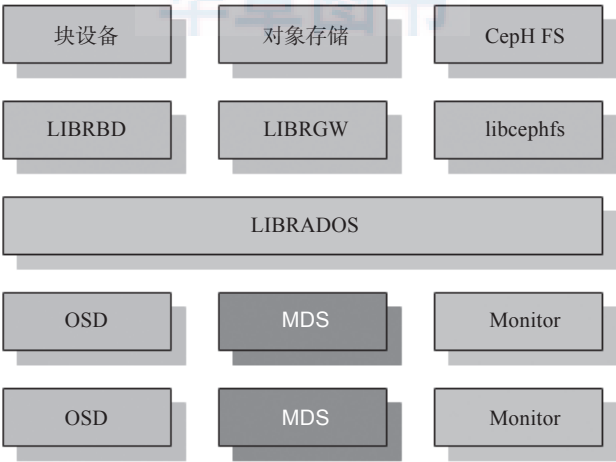 块设备 对象存储 CepH FS
LIBRBD LIBRGW libcephfs
LIBRADOS
OSD MDS Monitor
OSD MDS Monitor